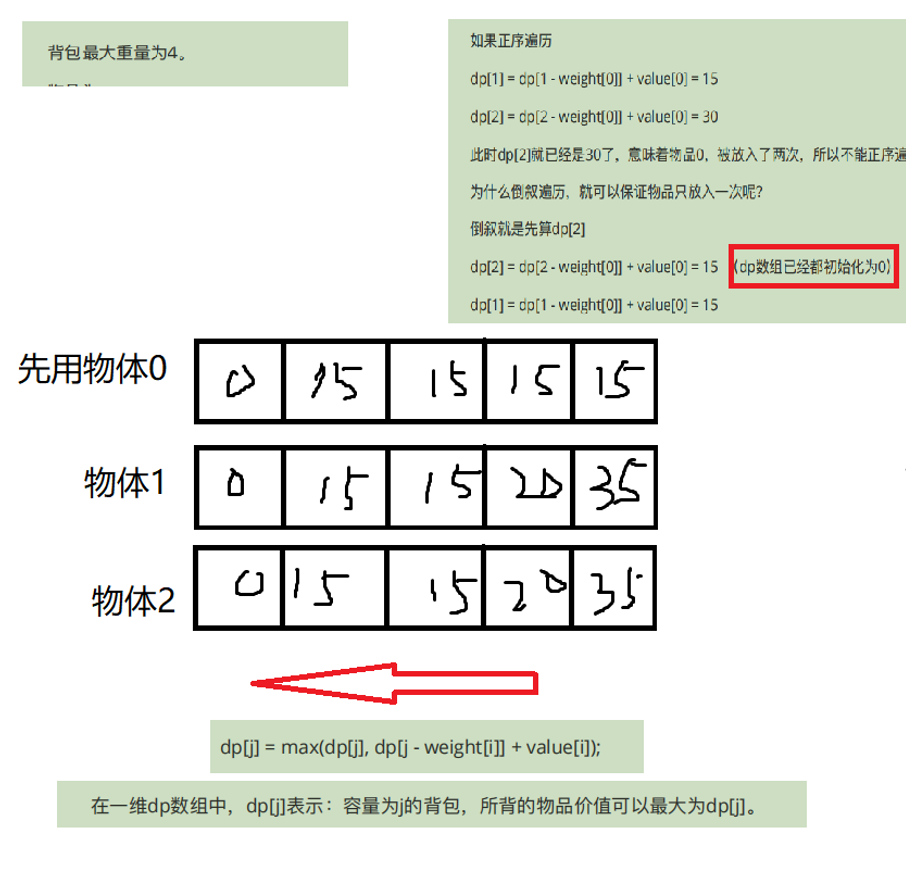 背包最大重量为4。
如果正序遍历
dp[1] = dp[1 - weight[0]] + value[0] = 15
dp[2] = dp[2 - weight[0]] + value[0] = 30
此时dp[2]就已经是30了，意味着物品0，被放入了两次，所以不能正序遍
为什么倒叙遍历，就可以保证物品只放入一次呢？
倒叙就是先算dp[2]
dp[2] = dp[2 - weight[0]] + value[0] = 15 （dp数组已经都初始化为0）
dp[1] = dp[1 - weight[0]] + value[0] = 15
先用物体0 0 15 15 15 15
物体1 0 15 15 20 35
物体2 0 15 15 20 35
dp[j] = max(dp[j], dp[j - weight[i]] + value[i]);
在一维dp数组中，dp[j]表示：容量为j的背包，所背的物品价值可以最大为dp[j]。